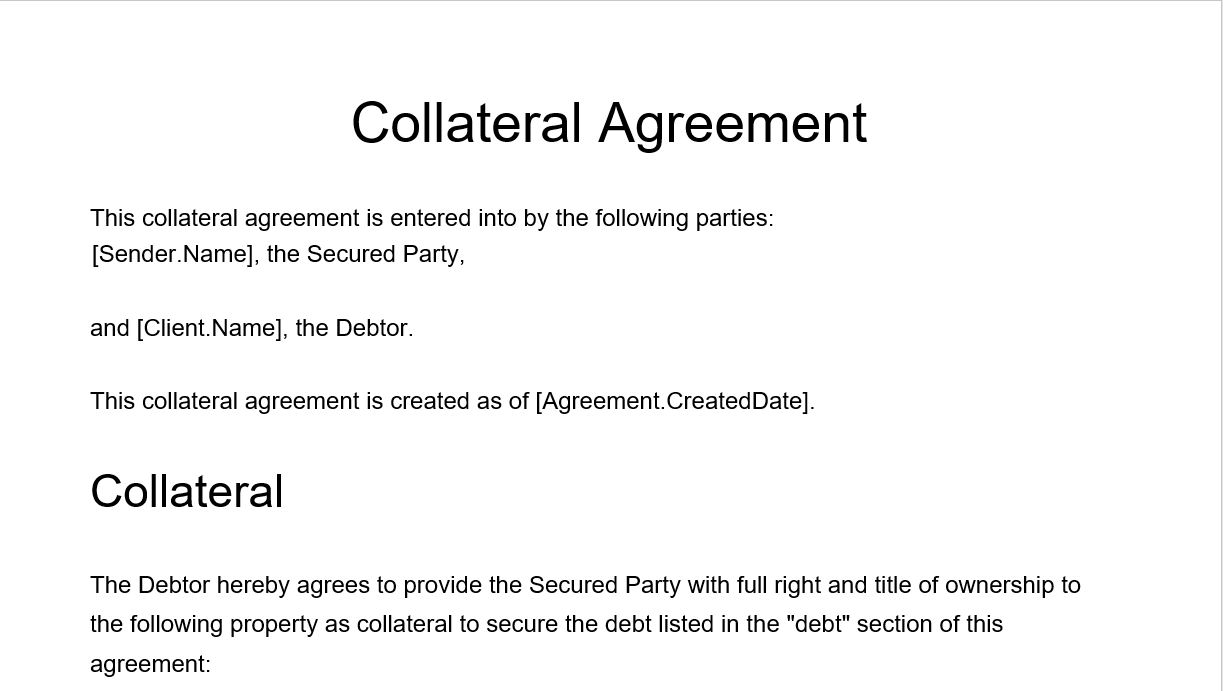 Collateral Agreement
This collateral agreement is entered into by the following parties:
[Sender.Name], the Secured Party,
and [Client.Name], the Debtor.
This collateral agreement is created as of [Agreement.CreatedDate].
Collateral
The Debtor hereby agrees to provide the Secured Party with full right and title of ownership to
the following property as collateral to secure the debt listed in the "debt" section of this
agreement: